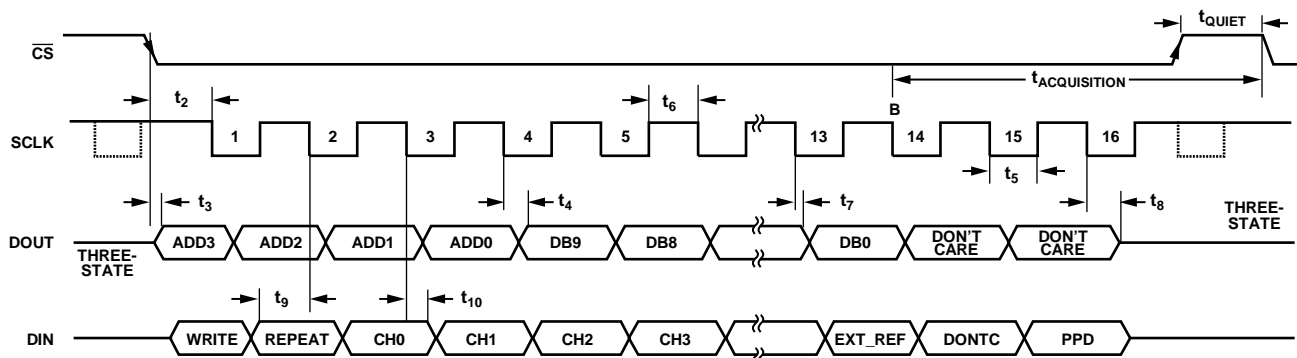 tQUIET
CS
tACQUISITION
t2
t6
B
SCLK
1 2 3 4 5 13 14 15 16
t5
t3
t4
t7
t8
THREE-STATE
DOUT
ADD3 ADD2 ADD1 ADD0 DB9 DB8 DB0 DON'T CARE DON'T CARE
THREE-STATE
t9
t10
DIN
WRITE REPEAT CH0 CH1 CH2 CH3 EXT_REF DONTC PPD